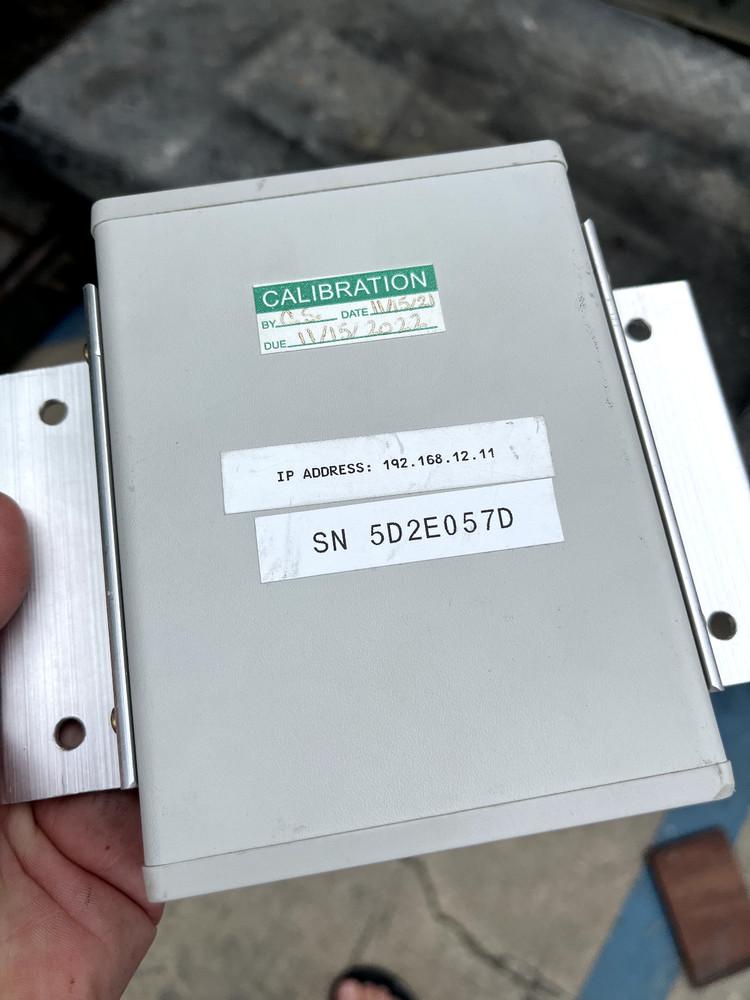 CALIBRATION
BY C.S. DATE 11/15/21
DUE 11/15/2022
IP ADDRESS: 192.168.12.11
SN 5D2E057D